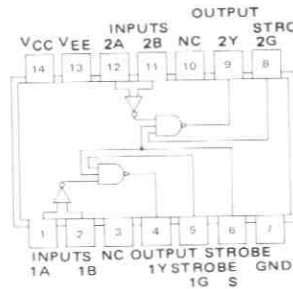 OUTPUT
INPUTS STRO
VCC VEE 2A 2B NC 2Y 2G
14 13 12 11 10 9 8
1 2 3 4 5 6 7
INPUTS NC OUTPUT STROBE
1A 1B 1Y STROBE GND
1G S